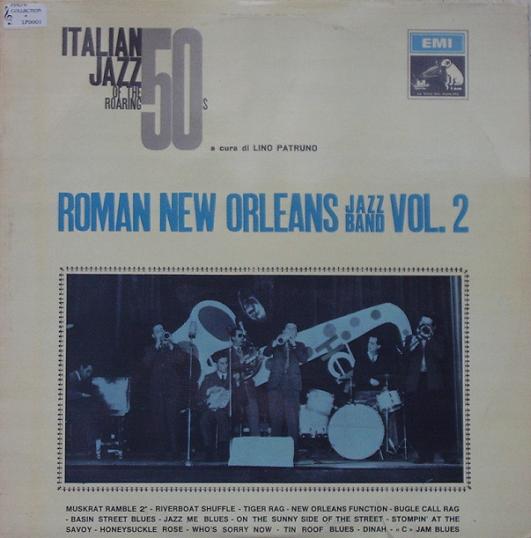 COLLECTION
LP0001
ITALIAN
JAZZ
OF THE
ROARING
50S
EMI
a cura di LINO PATRUNO
ROMAN NEW ORLEANS JAZZ BAND VOL. 2
MUSKRAT RAMBLE 2" - RIVERBOAT SHUFFLE - TIGER RAG - NEW ORLEANS FUNCTION - BUGLE CALL RAG
- BASIN STREET BLUES - JAZZ ME BLUES - ON THE SUNNY SIDE OF THE STREET - STOMPIN' AT THE
SAVOY - HONEYSUCKLE ROSE - WHO'S SORRY NOW - TIN ROOF BLUES - DINAH - «C» JAM BLUES